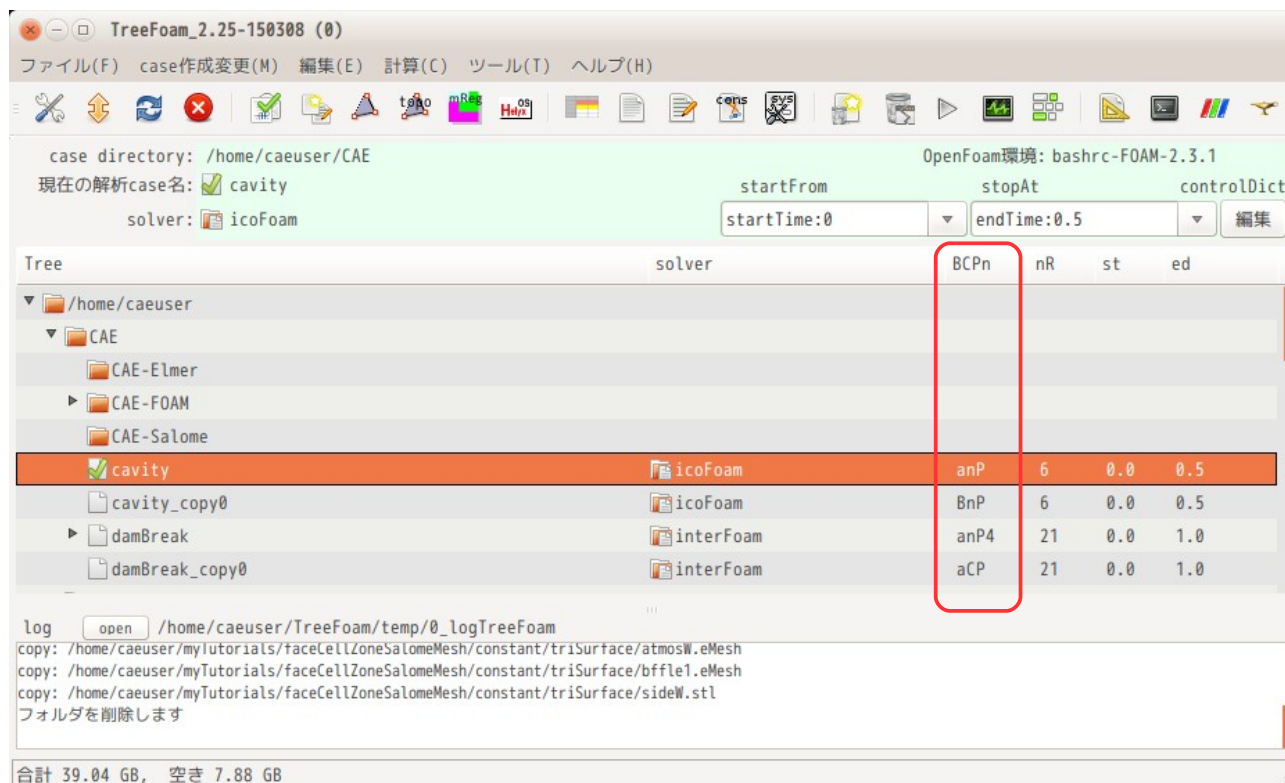 TreeFoam_2.25-150308 (0)
ファイル(F) case作成変更(M) 編集(E) 計算(C) ツール(T) ヘルプ(H)
topo mReg Helyx OS cons SYS
case directory: /home/caeuser/CAE OpenFoam環境: bashrc-FOAM-2.3.1
現在の解析case名: cavity startFrom stopAt controlDict
solver: icoFoam startTime:0 endTime:0.5 編集
Tree solver BCPn nR st ed
/home/caeuser
CAE
CAE-Elmer
CAE-FOAM
CAE-Salome
cavity icoFoam anP 6 0.0 0.5
cavity_copy0 icoFoam BnP 6 0.0 0.5
damBreak interFoam anP4 21 0.0 1.0
damBreak_copy0 interFoam aCP 21 0.0 1.0
log open /home/caeuser/TreeFoam/temp/0_logTreeFoam
copy: /home/caeuser/myTutorials/faceCellZoneSalomeMesh/constant/triSurface/atmosW.eMesh
copy: /home/caeuser/myTutorials/faceCellZoneSalomeMesh/constant/triSurface/bffle1.eMesh
copy: /home/caeuser/myTutorials/faceCellZoneSalomeMesh/constant/triSurface/sideW.stl
フォルダを削除します
合計 39.04 GB, 空き 7.88 GB